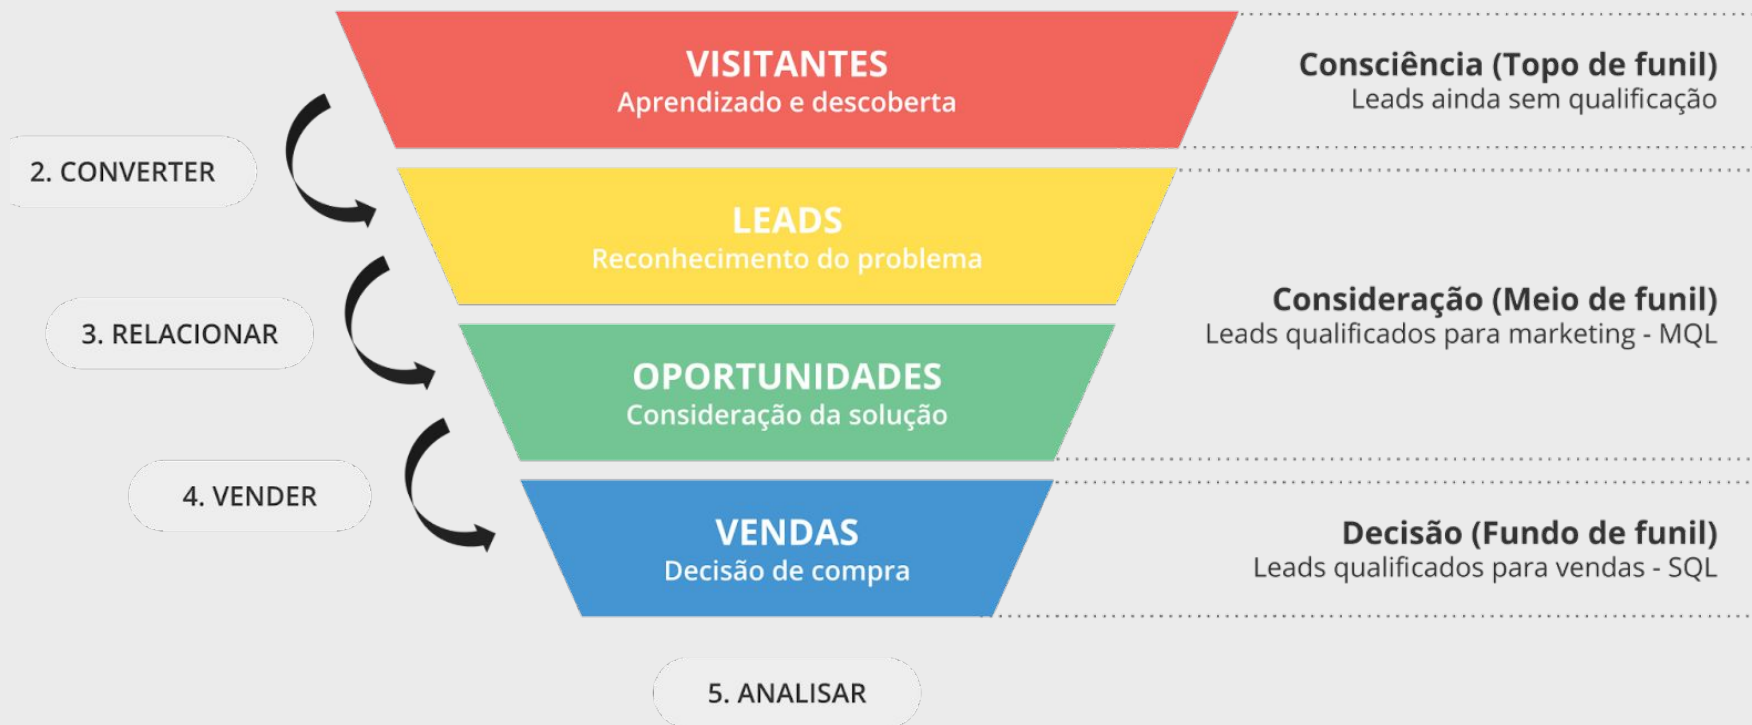 VISITANTES
Aprendizado e descoberta
Consciência (Topo de funil)
Leads ainda sem qualificação
2. CONVERTER
LEADS
Reconhecimento do problema
3. RELACIONAR
Consideração (Meio de funil)
Leads qualificados para marketing - MQL
OPORTUNIDADES
Consideração da solução
4. VENDER
VENDAS
Decisão de compra
Decisão (Fundo de funil)
Leads qualificados para vendas - SQL
5. ANALISAR